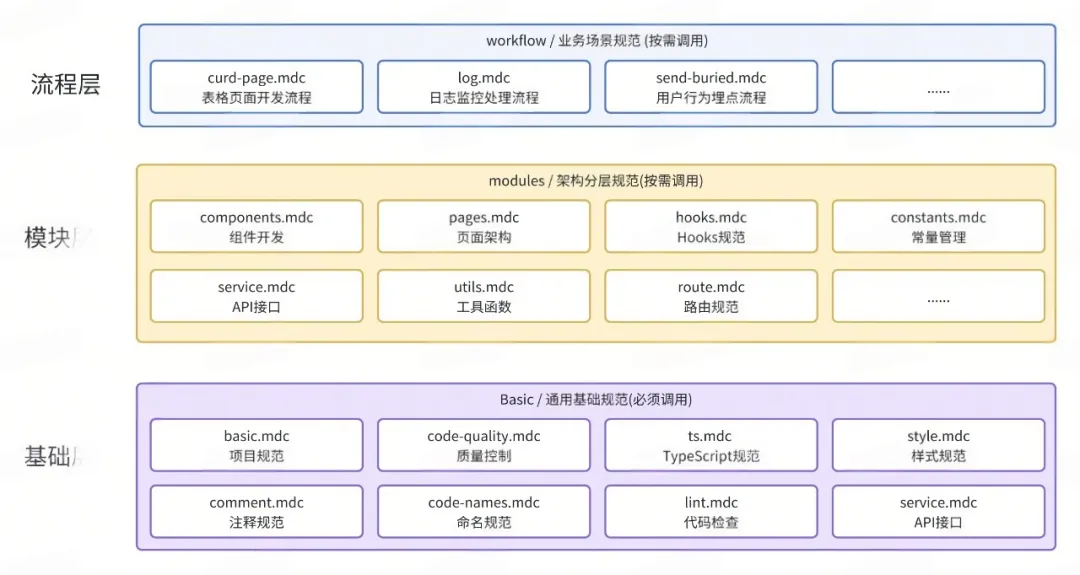 流程层
workflow / 业务场景规范 (按需调用)
curd-page.mdc
表格页面开发流程
log.mdc
日志监控处理流程
send-buried.mdc
用户行为埋点流程
......
模块层
modules / 架构分层规范(按需调用)
components.mdc
组件开发
pages.mdc
页面架构
hooks.mdc
Hooks规范
constants.mdc
常量管理
service.mdc
API接口
utils.mdc
工具函数
route.mdc
路由规范
......
基础层
Basic / 通用基础规范(必须调用)
basic.mdc
项目规范
code-quality.mdc
质量控制
ts.mdc
TypeScript规范
style.mdc
样式规范
comment.mdc
注释规范
code-names.mdc
命名规范
lint.mdc
代码检查
service.mdc
API接口